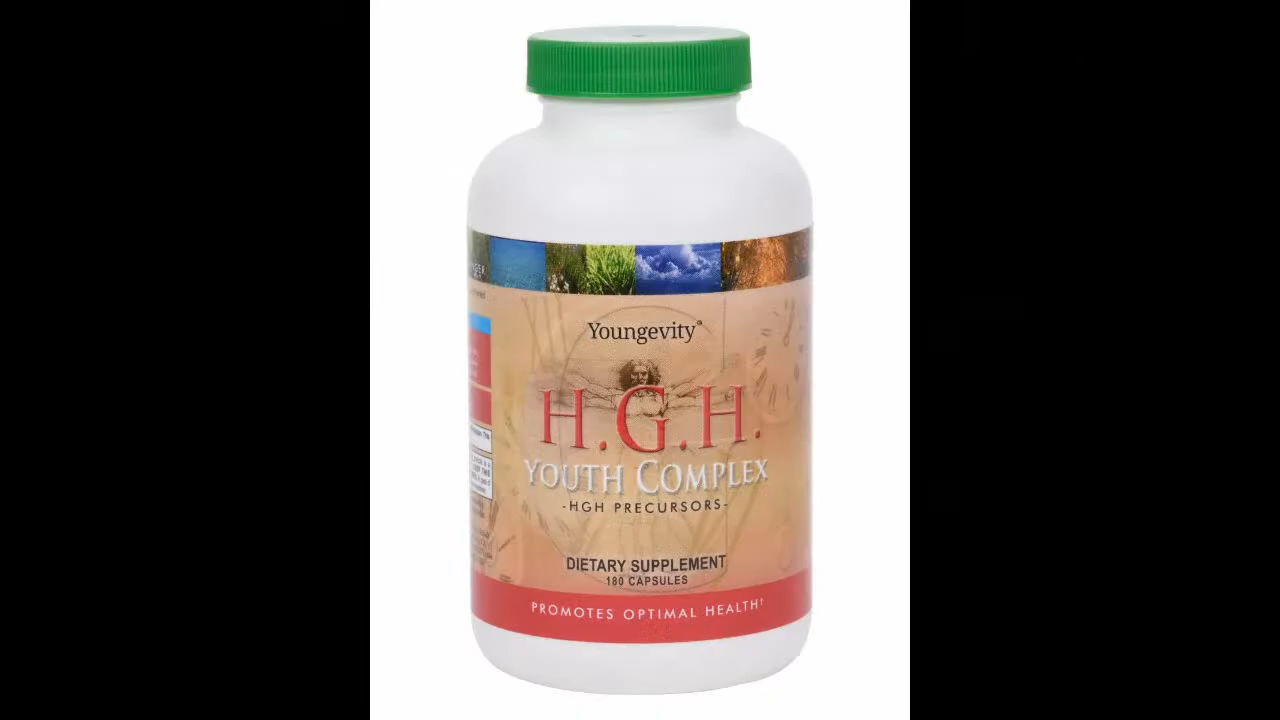 Youngevity®
H.G.H.
YOUTH COMPLEX
-HGH PRECURSORS-
DIETARY SUPPLEMENT
180 CAPSULES
PROMOTES OPTIMAL HEALTH†